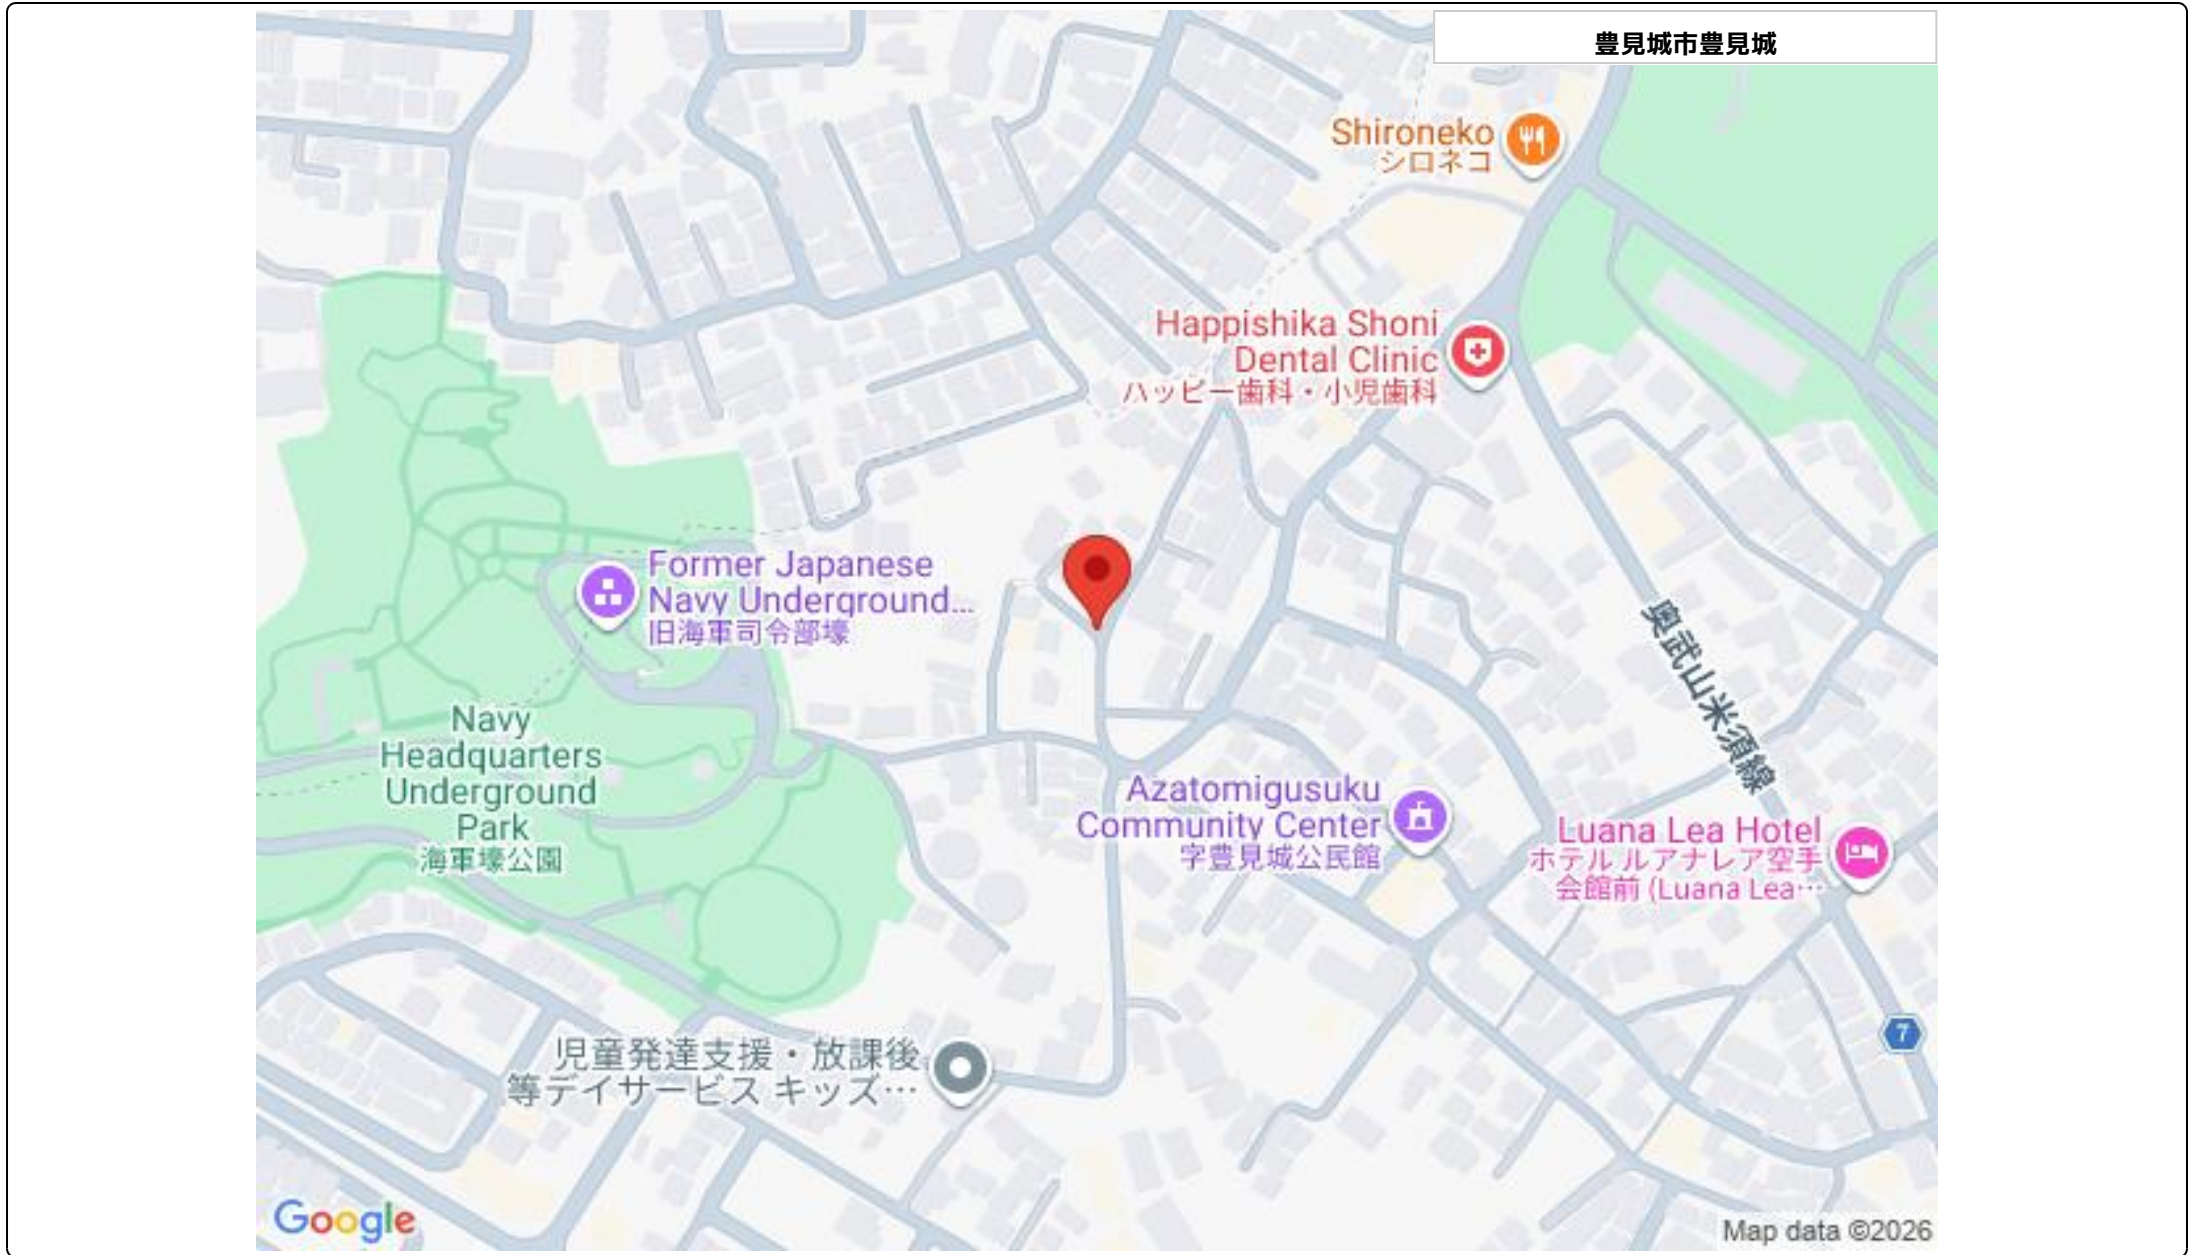 豊見城市豊見城
Shironeko
シロネコ
Happishika Shoni
Dental Clinic
ハッピー歯科・小児歯科
Former Japanese
Navy Underground...
旧海軍司令部壕
奥武山米須線
Navy
Headquarters
Underground
Park
海軍壕公園
Azatomigusuku
Community Center
字豊見城公民館
Luana Lea Hotel
ホテル ルアナレア空手
会館前 (Luana Lea…
7
児童発達支援・放課後
等デイサービス キッズ…
Google
Map data ©2026